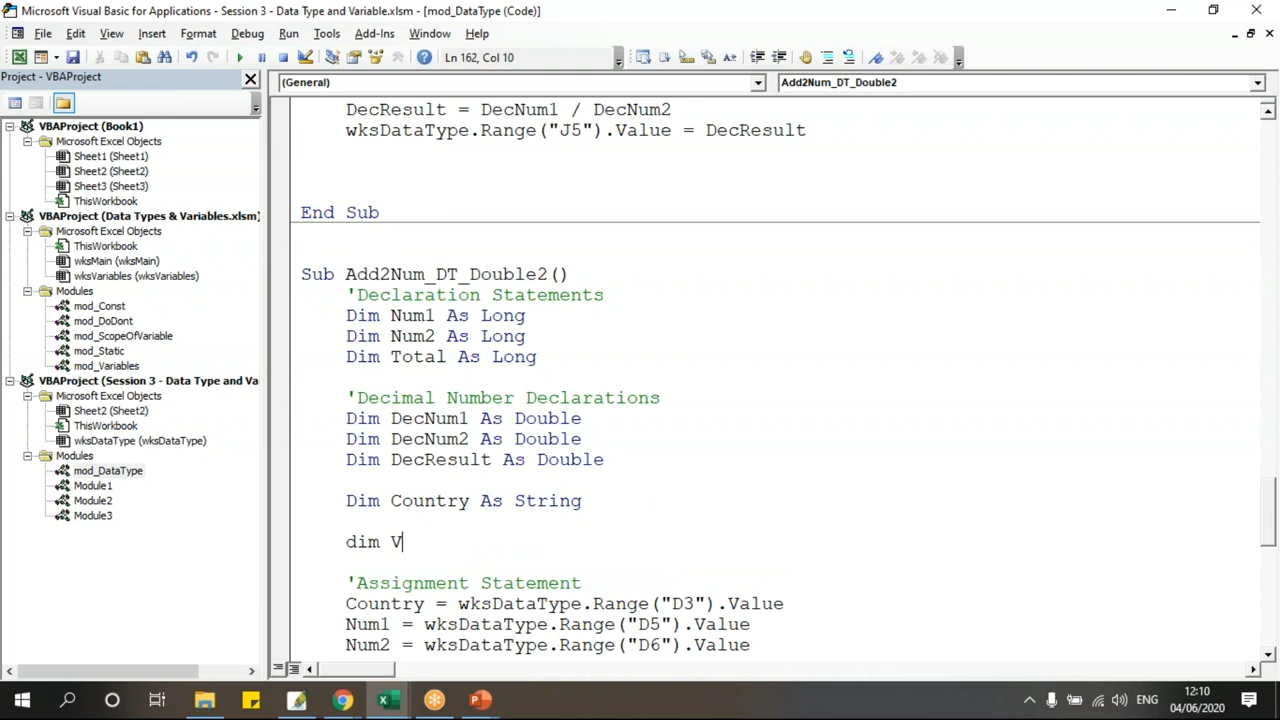 Microsoft Visual Basic for Applications - Session 3 - Data Type and Variable.xlsm - [mod_DataType (Code)]
File Edit View Insert Format Debug Run Tools Add-Ins Window Help
Ln 162, Col 10
Project - VBAProject
(General)
Add2Num_DT_Double2
VBAProject (Book1)
Microsoft Excel Objects
Sheet1 (Sheet1)
Sheet2 (Sheet2)
Sheet3 (Sheet3)
ThisWorkbook
VBAProject (Data Types & Variables.xlsm)
Microsoft Excel Objects
ThisWorkbook
wksMain (wksMain)
wksVariables (wksVariables)
Modules
mod_Const
mod_DoDont
mod_ScopeOfVariable
mod_Static
mod_Variables
VBAProject (Session 3 - Data Type and Va
Microsoft Excel Objects
Sheet2 (Sheet2)
ThisWorkbook
wksDataType (wksDataType)
Modules
mod_DataType
Module1
Module2
Module3
DecResult = DecNum1 / DecNum2
wksDataType.Range("J5").Value = DecResult
End Sub
Sub Add2Num_DT_Double2()
'Declaration Statements
Dim Num1 As Long
Dim Num2 As Long
Dim Total As Long
'Decimal Number Declarations
Dim DecNum1 As Double
Dim DecNum2 As Double
Dim DecResult As Double
Dim Country As String
dim V
'Assignment Statement
Country = wksDataType.Range("D3").Value
Num1 = wksDataType.Range("D5").Value
Num2 = wksDataType.Range("D6").Value
ENG
12:10
04/06/2020